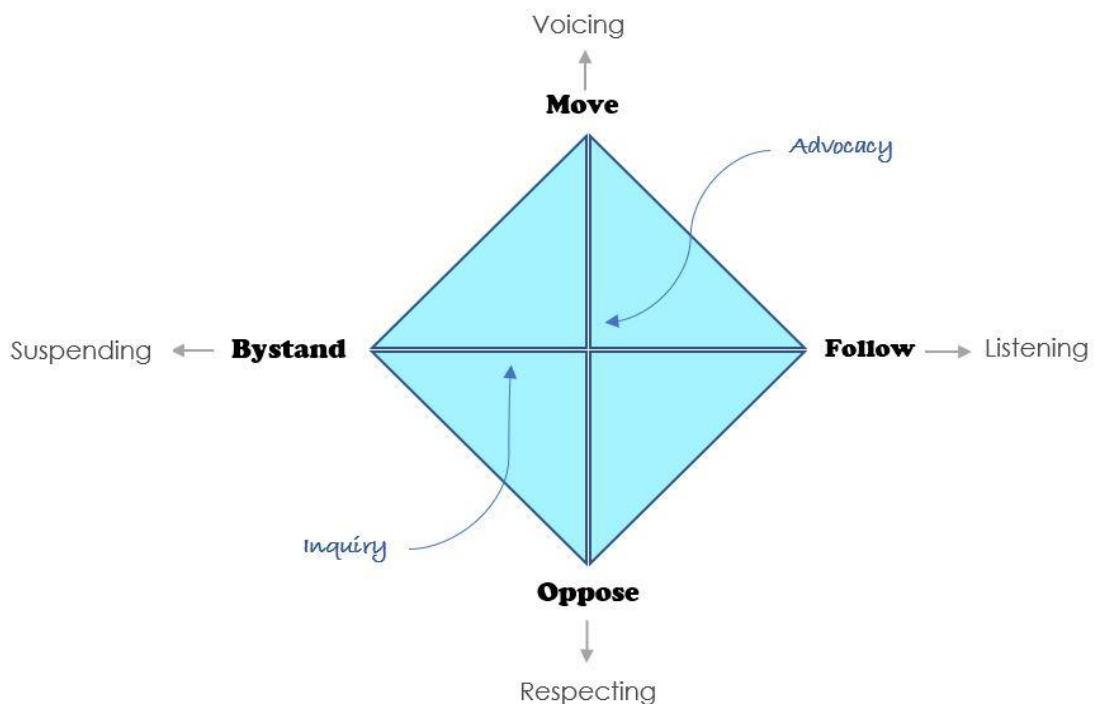 Voicing
Move
Advocacy
Suspending
Bystand
Follow
Listening
Inquiry
Oppose
Respecting